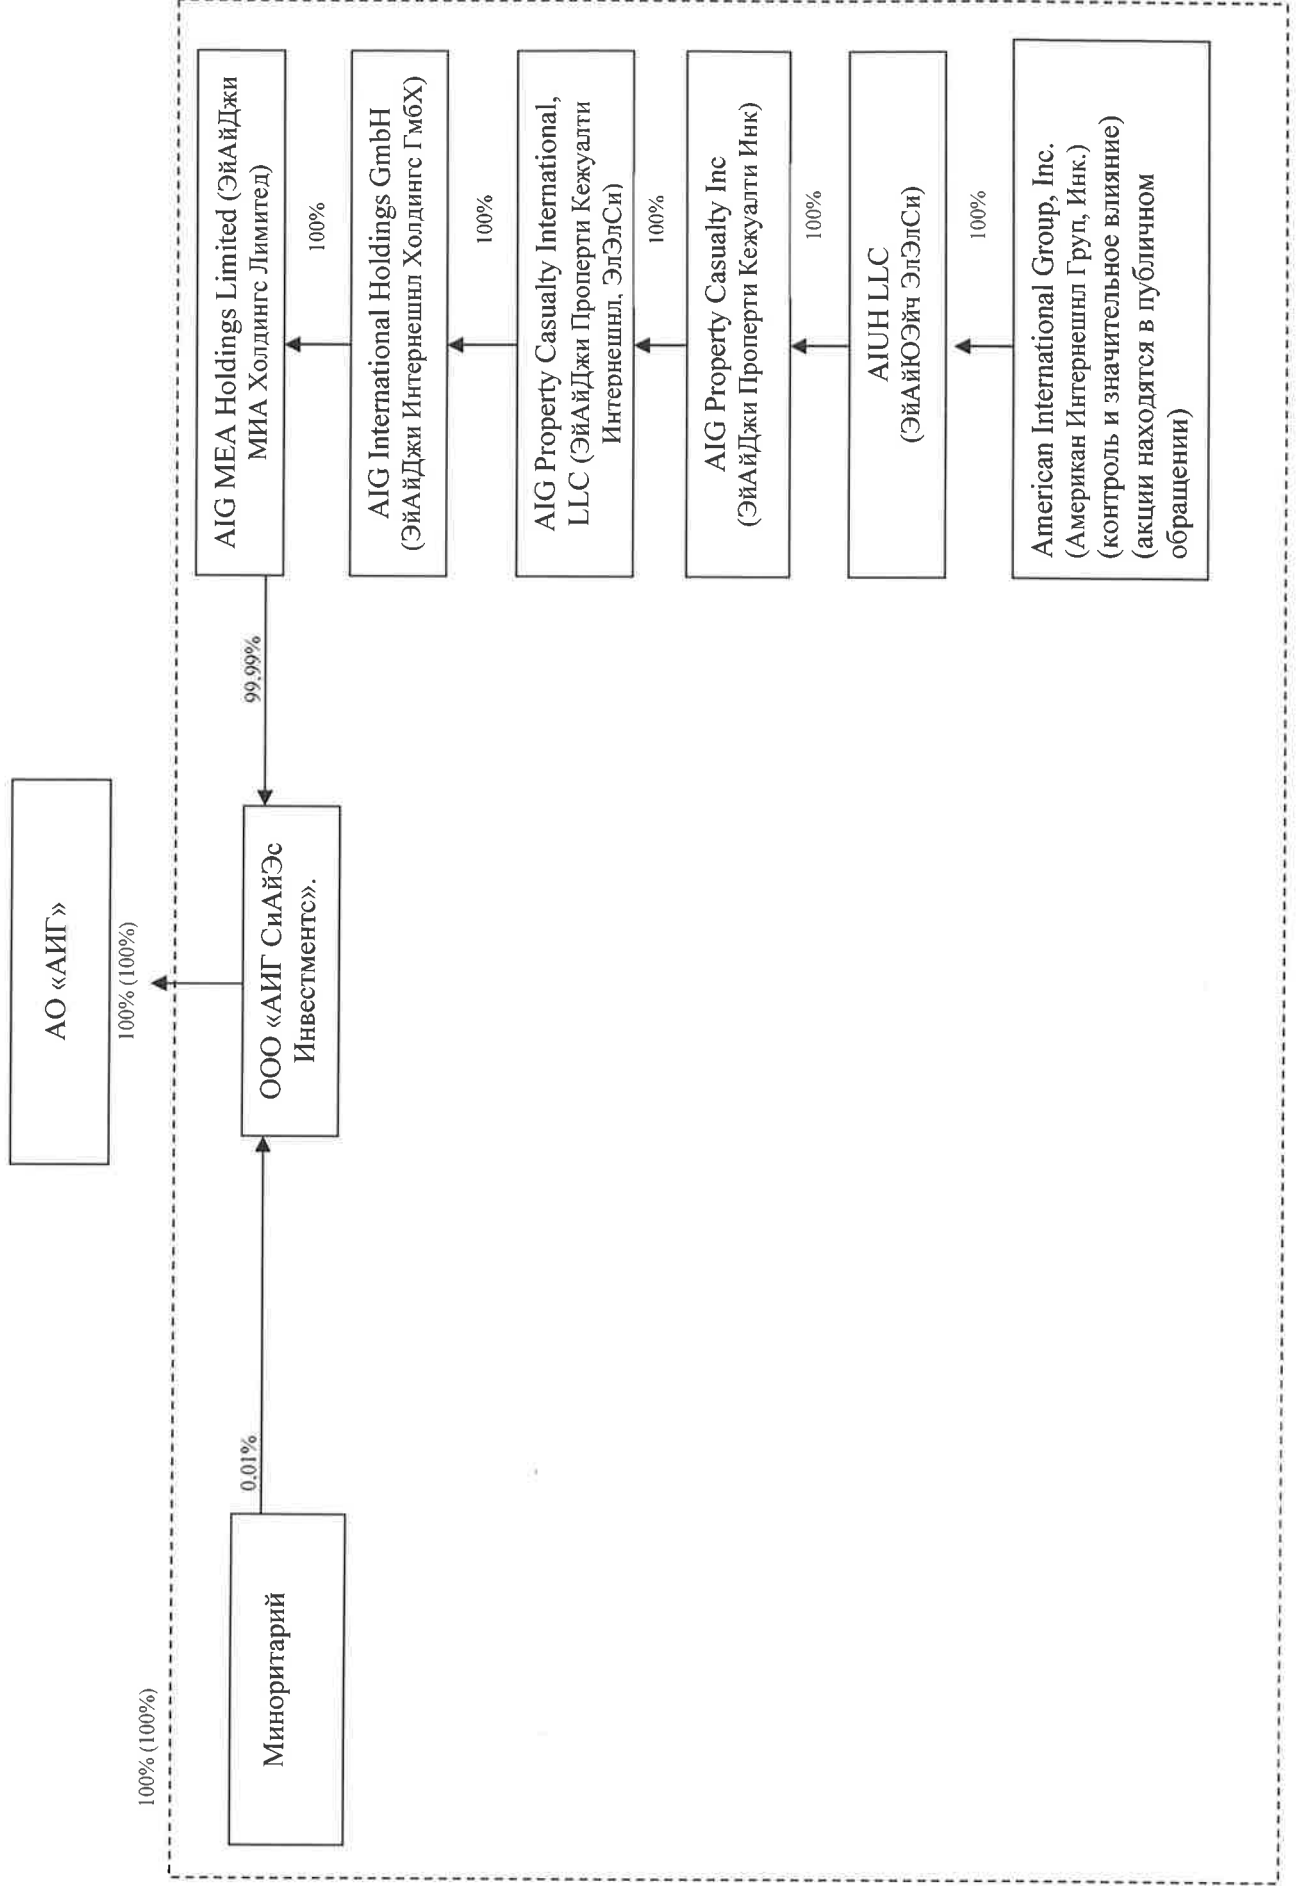 АО «АИГ»
100% (100%)
100% (100%)
Миноритарий
0.01%
ООО «АИГ СиАйЭс
Инвестментс».
99.99%
AIG MEA Holdings Limited (ЭйАйДжи
МИА Холдингс Лимитед)
100%
AIG International Holdings GmbH
(ЭйАйДжи Интернешнл Холдингс ГмбХ)
100%
AIG Property Casualty International,
LLC (ЭйАйДжи Проперти Кежуалти
Интернешнл. ЭлЭлСи)
100%
AIG Property Casualty Inc
(ЭйАйДжи Проперти Кежуалти Инк)
100%
AIUH LLC
(ЭйАйЮЭйч ЭлЭлСи)
100%
American International Group, Inc.
(Американ Интернешнл Груп, Инк.)
(контроль и значительное влияние)
(акции находятся в публичном
обращении)